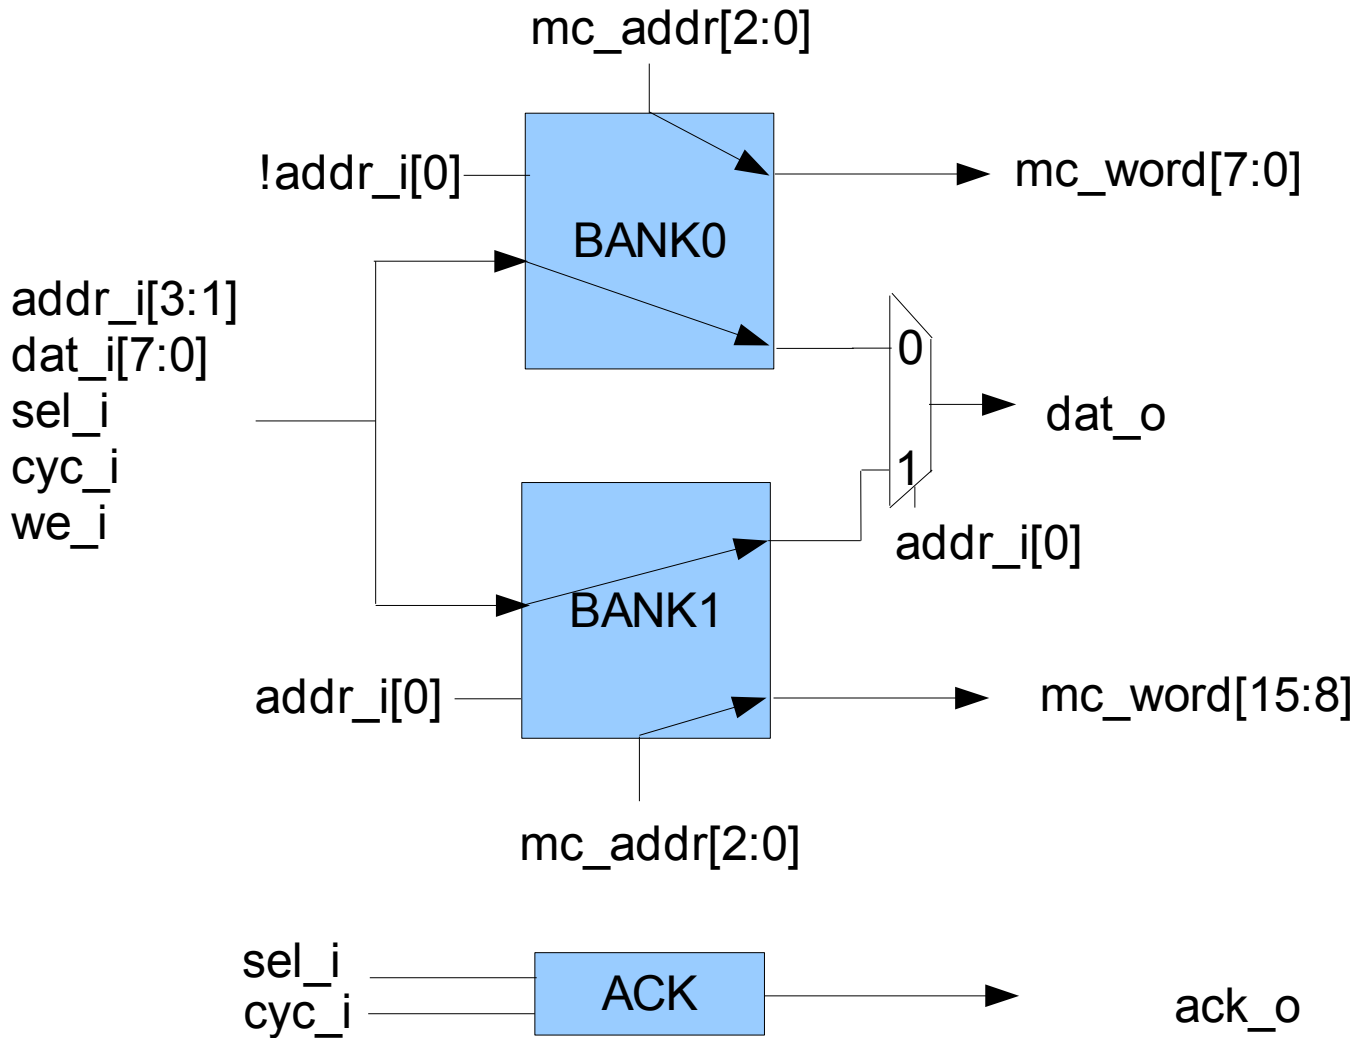 mc_addr[2:0]
!addr_i[0]
mc_word[7:0]
BANK0
addr_i[3:1]
dat_i[7:0]
sel_i
cyc_i
we_i
0
dat_o
1
addr_i[0]
BANK1
addr_i[0]
mc_word[15:8]
mc_addr[2:0]
sel_i
cyc_i
ACK
ack_o